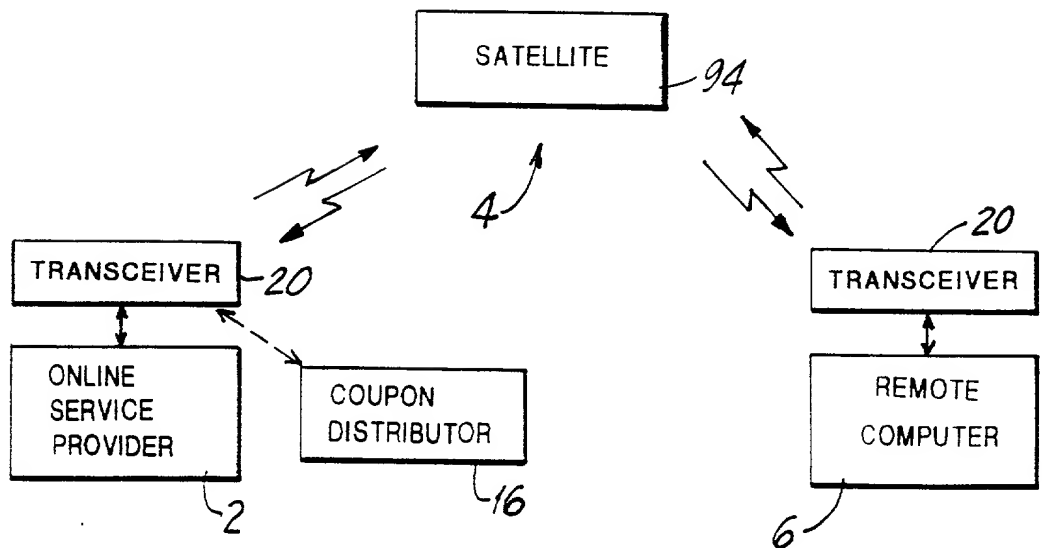 SATELLITE
94
4
TRANSCEIVER
20
20
TRANSCEIVER
ONLINE
SERVICE
PROVIDER
2
COUPON
DISTRIBUTOR
16
REMOTE
COMPUTER
6